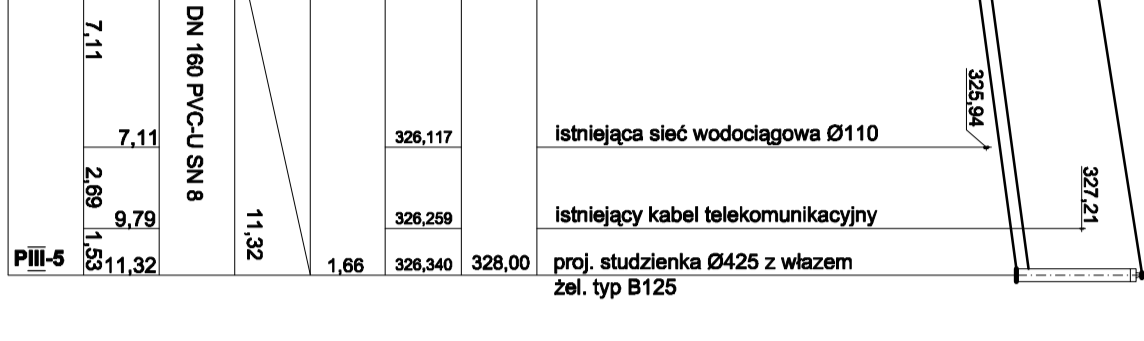 7,11
DN 160 PVC-U SN 8
325,94
7,11
326,117
istniejąca sieć wodociągowa Ø110
2,69
327,21
9,79
11,32
326,259
istniejący kabel telekomunikacyjny
PIII-5
1,53
11,32
1,66
326,340
328,00
proj. studzienka Ø425 z włazem
żel. typ B125